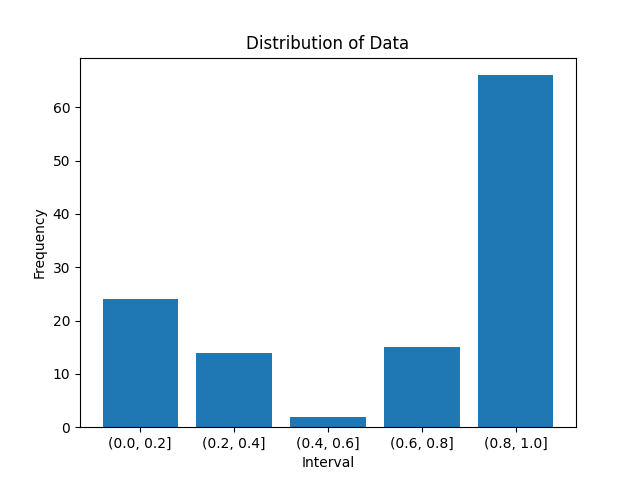 Distribution of Data
Frequency
60
50
40
30
20
10
0
(0.0, 0.2] (0.2, 0.4] (0.4, 0.6] (0.6, 0.8] (0.8, 1.0]
Interval